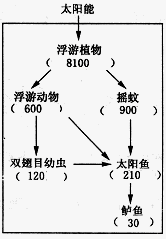 太阳能
浮游植物
(8100)
浮游动物 摇蚊
(600) (900)
双翅目幼虫 太阳鱼
(120) (210)
鲈鱼
(30)